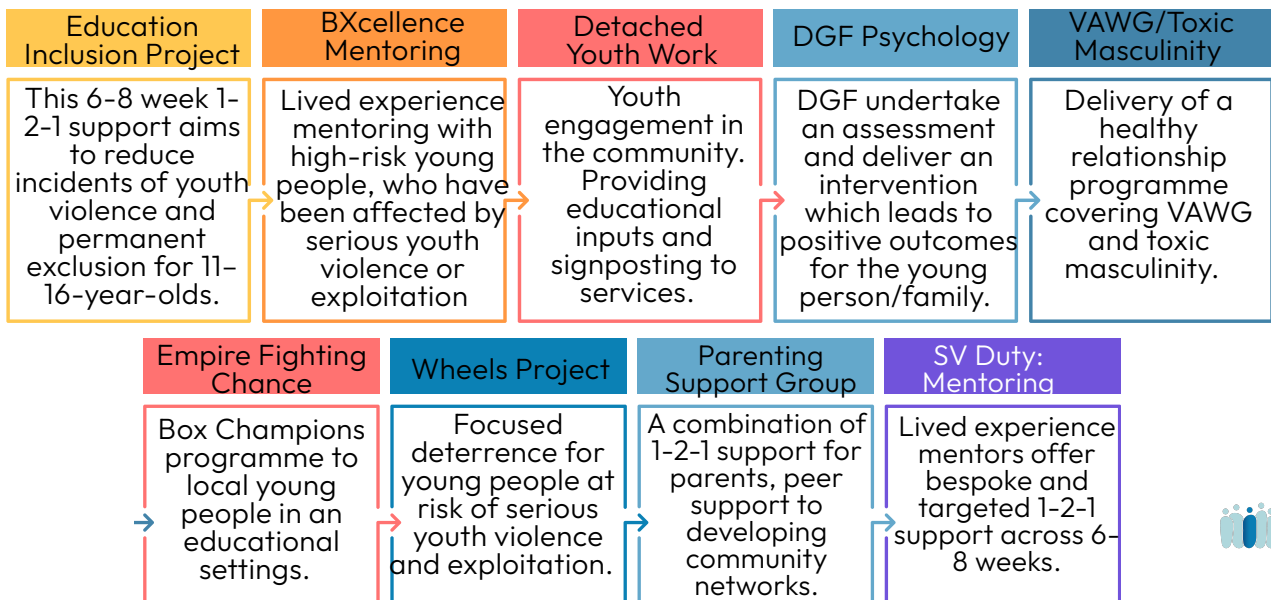 Education
Inclusion Project
This 6-8 week 1-
2-1 support aims
to reduce
incidents of youth
violence and
permanent
exclusion for 11-
16-year-olds.
BXcellence
Mentoring
Lived experience
mentoring with
high-risk young
people, who have
been affected by
serious youth
violence or
exploitation
Detached
Youth Work
Youth
engagement in
the community.
Providing
educational
inputs and
signposting to
services.
DGF Psychology
DGF undertake
an assessment
and deliver an
intervention
which leads to
positive outcomes
for the young
person/family.
VAWG/Toxic
Masculinity
Delivery of a
healthy
relationship
programme
covering VAWG
and toxic
masculinity.
Empire Fighting
Chance
Box Champions
programme to
local young
people in an
educational
settings.
Wheels Project
Focused
deterrence for
young people at
risk of serious
youth violence
and exploitation.
Parenting
Support Group
A combination of
1-2-1 support for
parents, peer
support to
developing
community
networks.
SV Duty:
Mentoring
Lived experience
mentors offer
bespoke and
targeted 1-2-1
support across 6-
8 weeks.